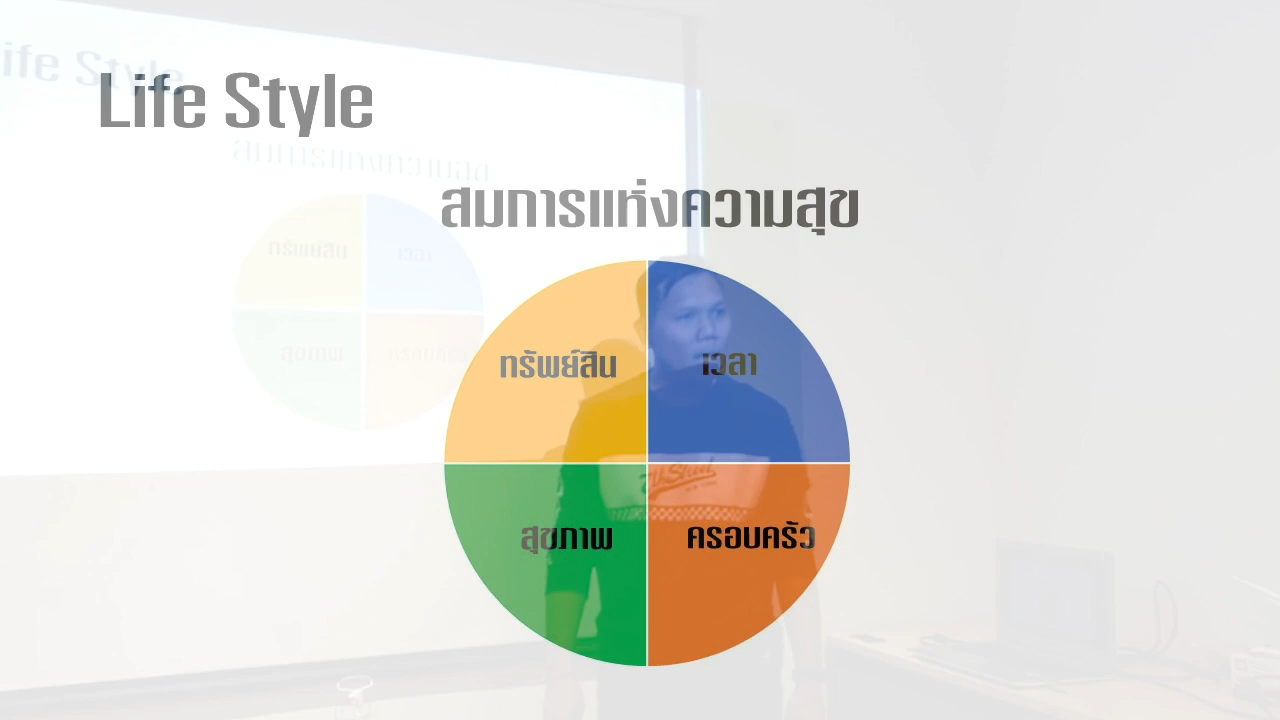 Life Style
สมการแห่งความสุข
ทรัพย์สิน เวลา
สุขภาพ ครอบครัว